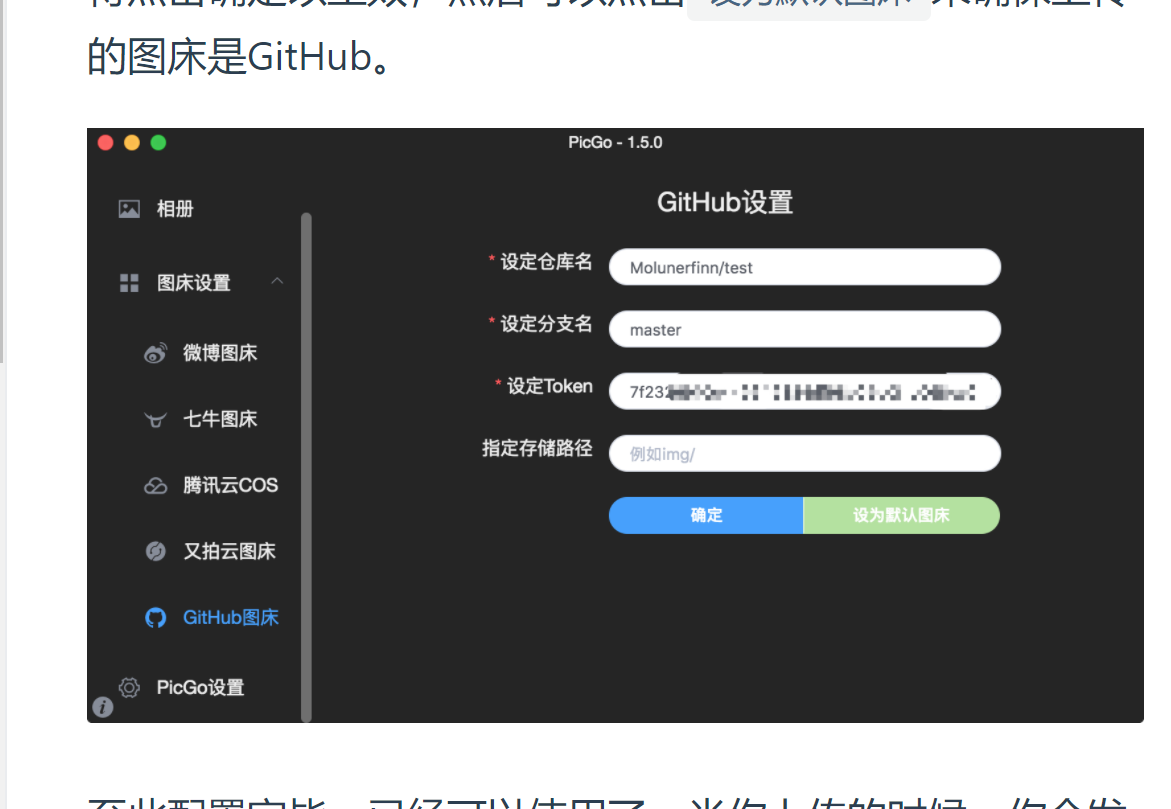 的图床是GitHub。
PicGo - 1.5.0
相册
图床设置
微博图床
七牛图床
腾讯云COS
又拍云图床
GitHub图床
PicGo设置
GitHub设置
* 设定仓库名 Molunerfinn/test
* 设定分支名 master
* 设定Token 7f232
指定存储路径 例如img/
确定 设为默认图床